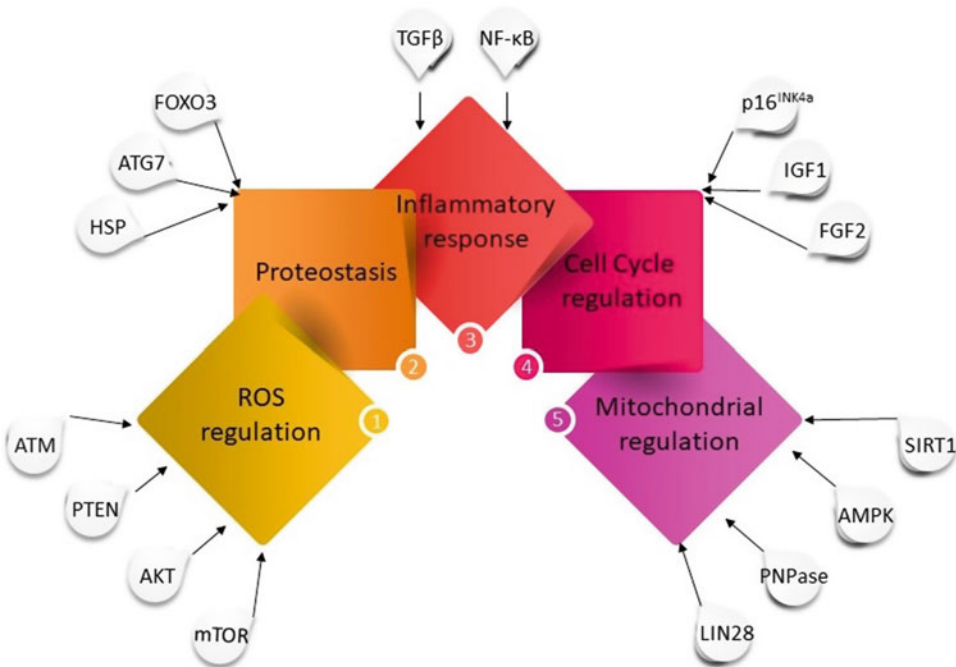 TGFβ
NF-κB
FOXO3
ATG7
HSP
p16INK4a
IGF1
FGF2
Inflammatory
response
3
Proteostasis
2
Cell Cycle
regulation
4
ROS
regulation
1
Mitochondrial
regulation
5
ATM
PTEN
AKT
mTOR
SIRT1
AMPK
PNPase
LIN28